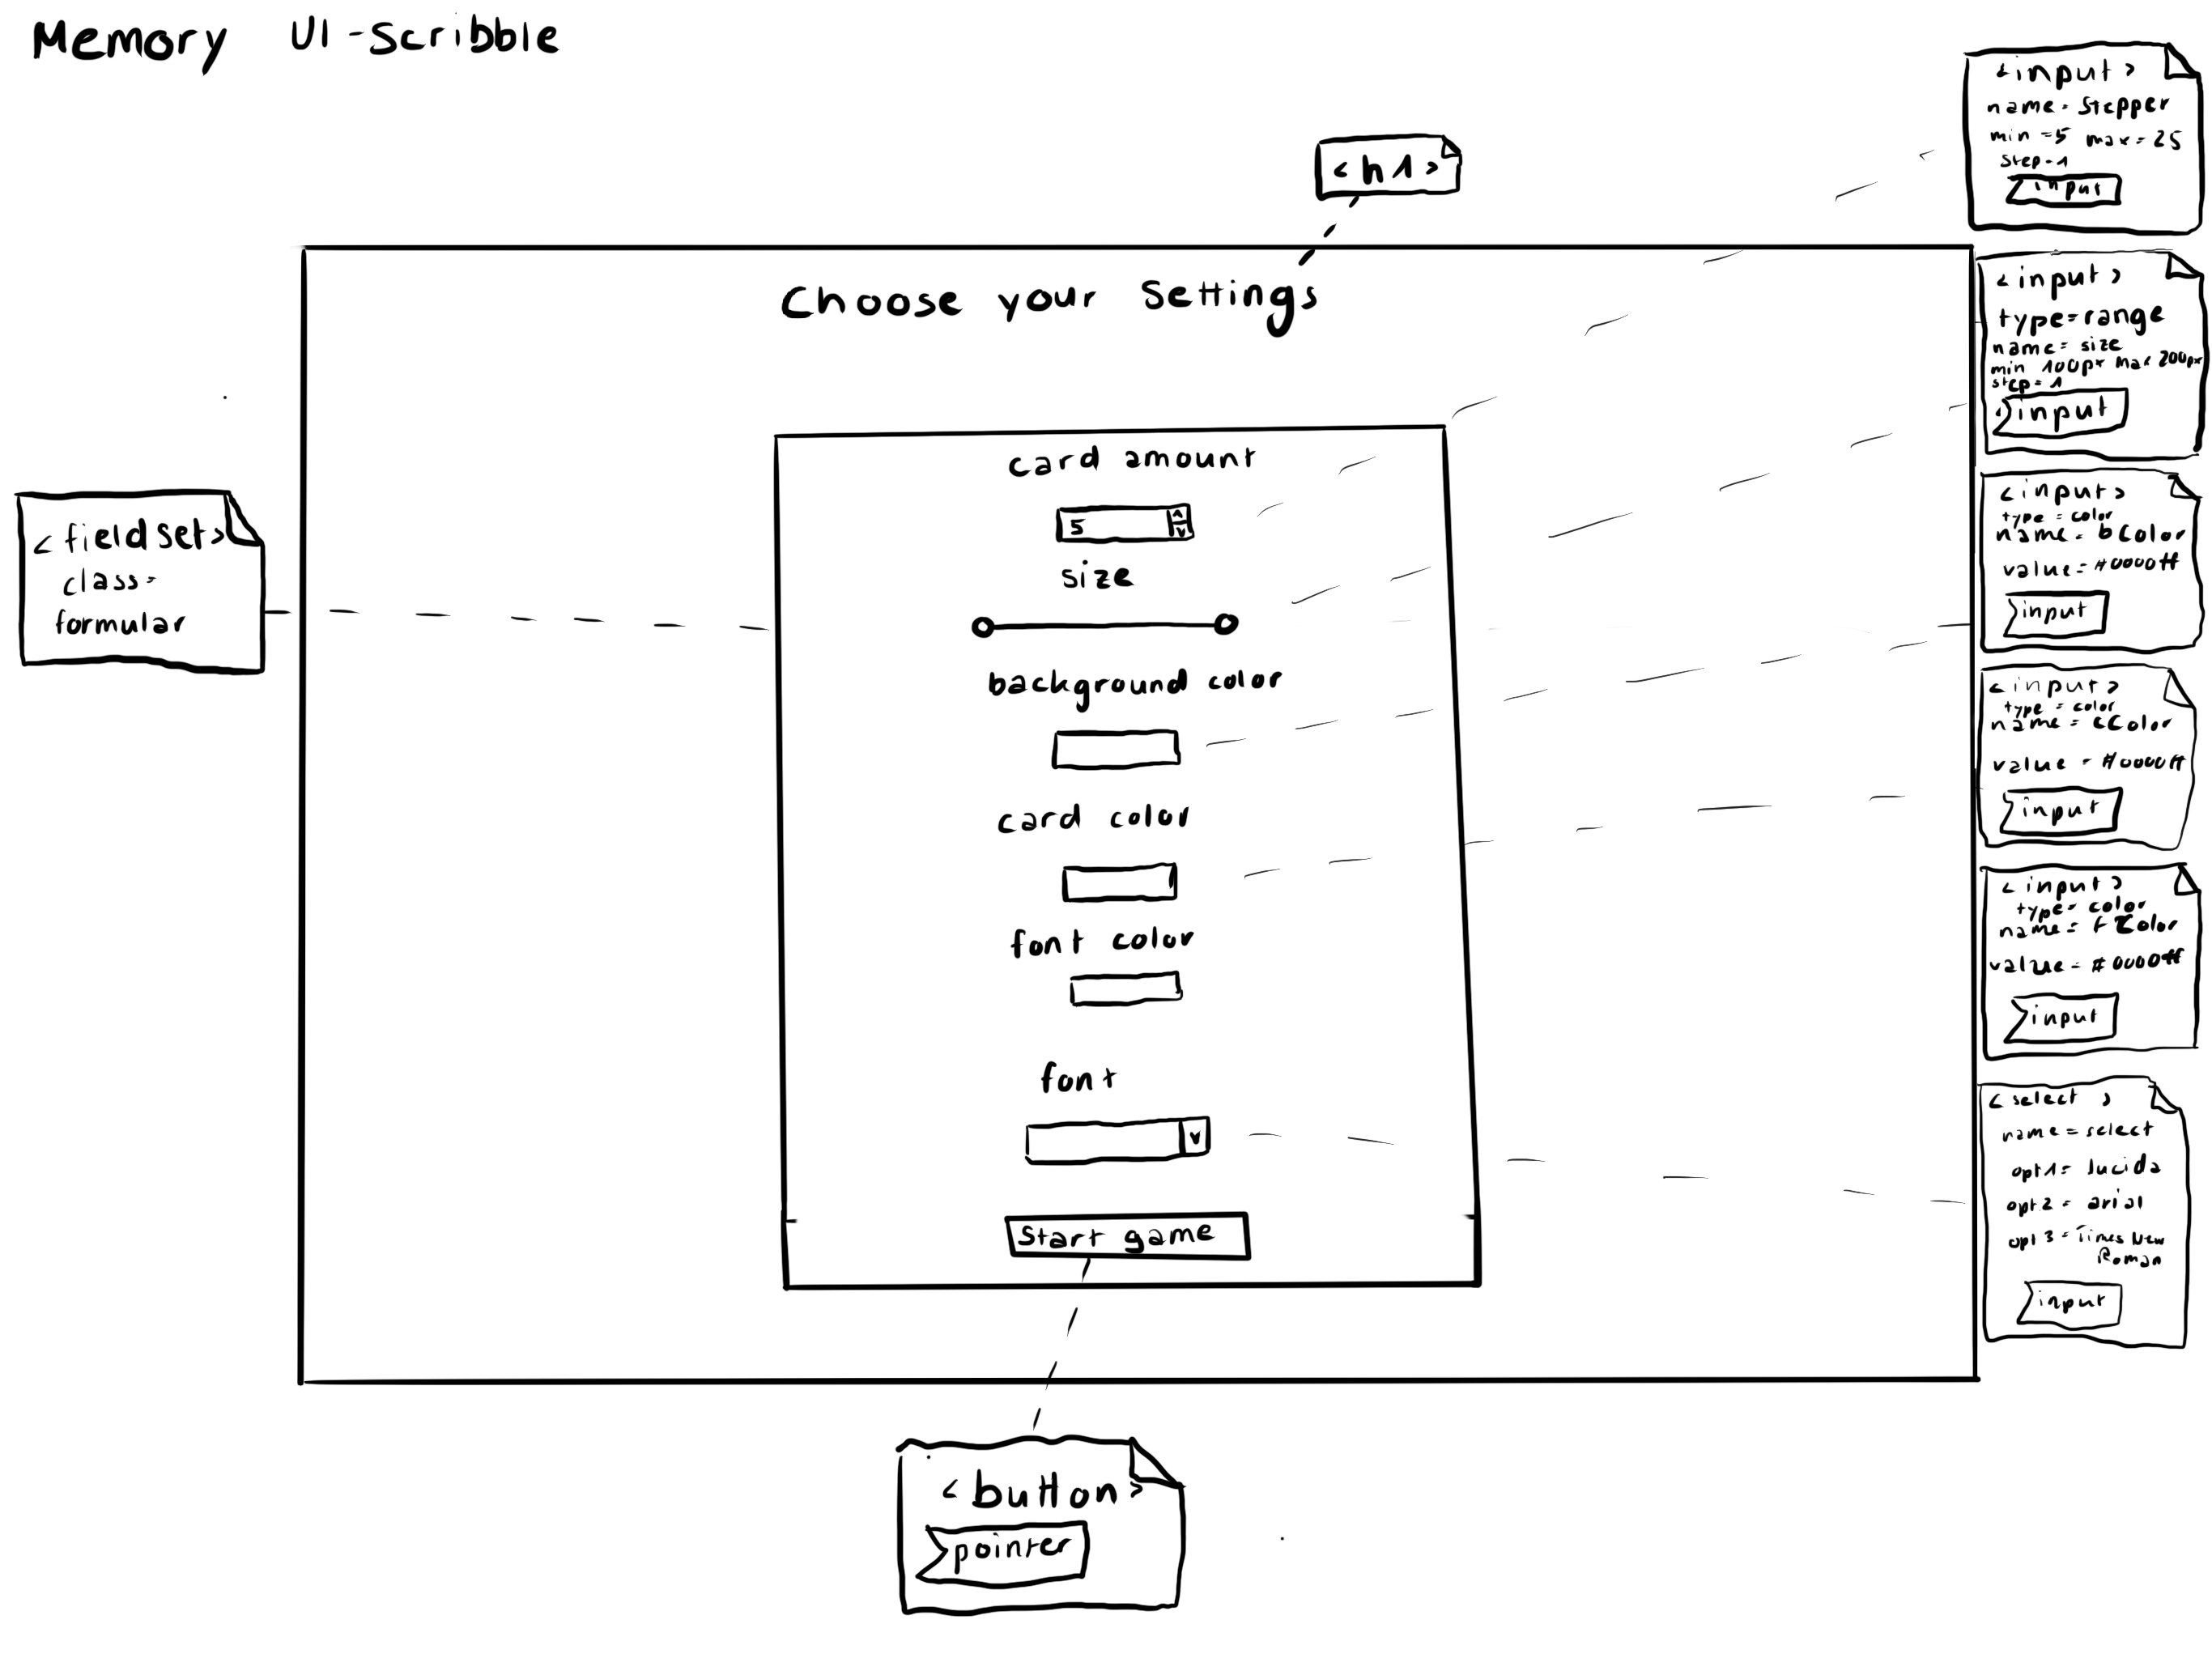 Memory UI-Scribble
<h1>
Choose your Settings
<fieldset>
class=
formular
card amount
5
size
background color
card color
font color
font
v
Start game
<button>
pointer
<input>
name=Stepper
min=5 max=25
step=1
input
<input>
type=range
name=size
min 100px max 200px
step=1
input
<input>
type=color
name=bColor
value=#0000ff
input
<input>
type=color
name=cColor
value=#0000ff
input
<input>
type=color
name=
value=#0000ff
input
<select>
name=select
opt1=lucida
opt2=arial
opt3=Times New
Roman
input